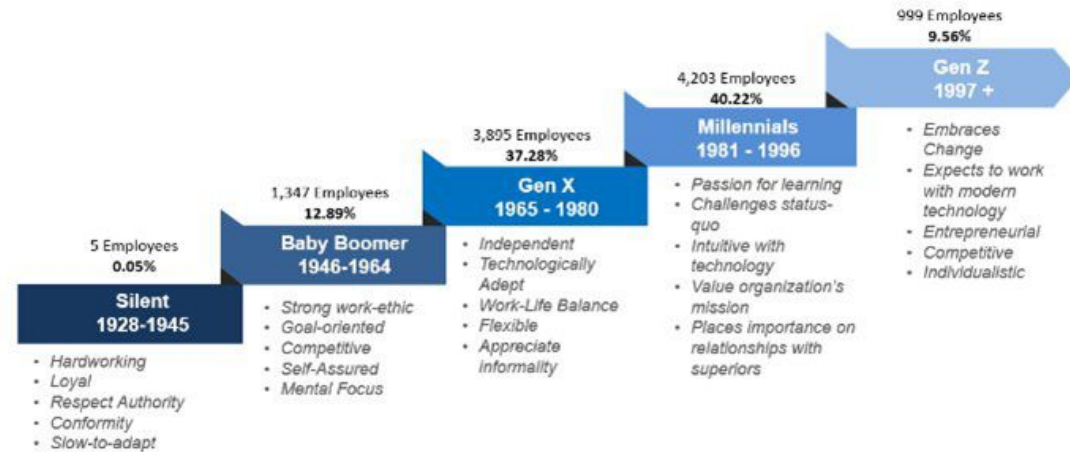 5 Employees
0.05%
Silent
1928-1945
• Hardworking
• Loyal
• Respect Authority
• Conformity
• Slow-to-adapt
1,347 Employees
12.89%
Baby Boomer
1946-1964
• Strong work-ethic
• Goal-oriented
• Competitive
• Self-Assured
• Mental Focus
3,895 Employees
37.28%
Gen X
1965 - 1980
• Independent
• Technologically
Adept
• Work-Life Balance
• Flexible
• Appreciate
informality
4,203 Employees
40.22%
Millennials
1981 - 1996
• Passion for learning
• Challenges status-
quo
• Intuitive with
technology
• Value organization's
mission
• Places importance on
relationships with
superiors
999 Employees
9.56%
Gen Z
1997 +
• Embraces
Change
• Expects to work
with modern
technology
• Entrepreneurial
• Competitive
• Individualistic